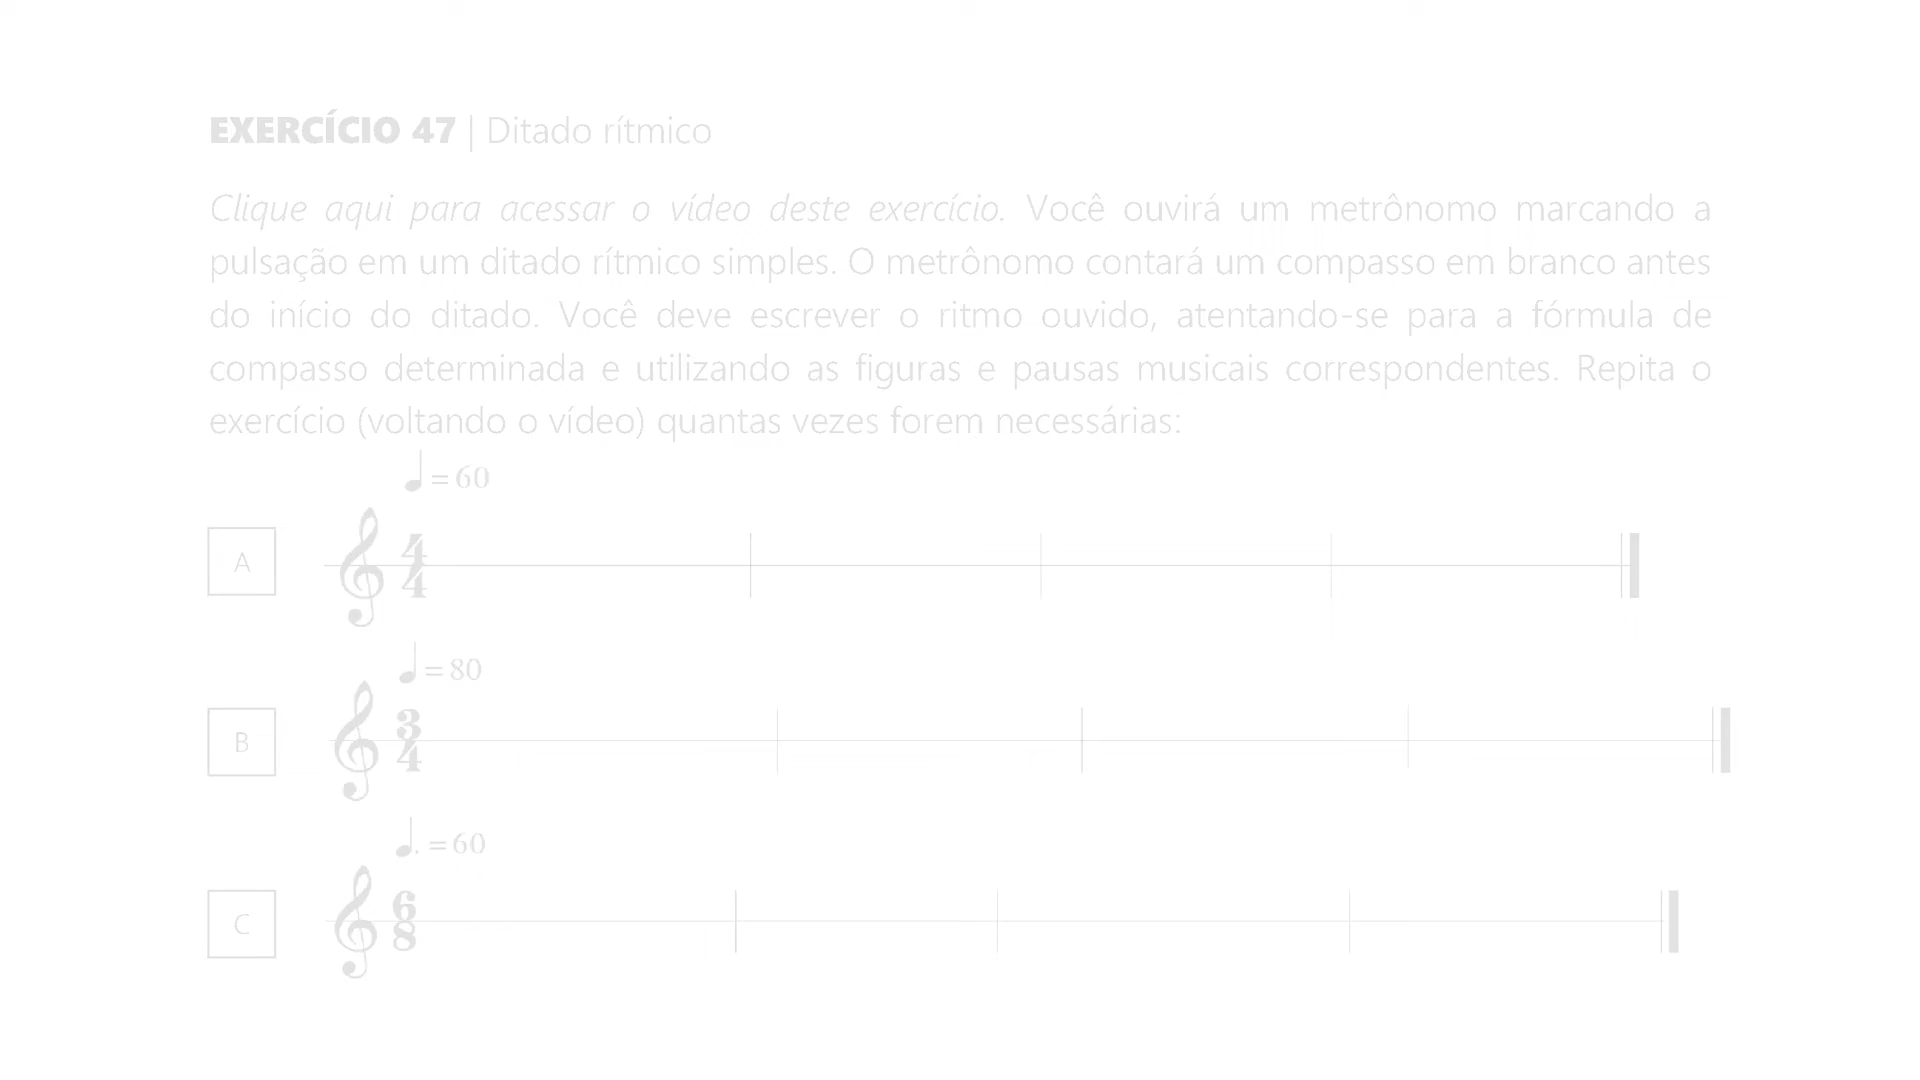 EXERCÍCIO 47 | Ditado rítmico
Clique aqui para acessar o vídeo deste exercício. Você ouvirá um metrônomo marcando a
pulsação em um ditado rítmico simples. O metrônomo contará um compasso em branco antes
do início do ditado. Você deve escrever o ritmo ouvido, atentando-se para a fórmula de
compasso determinada e utilizando as figuras e pausas musicais correspondentes. Repita o
exercício (voltando o vídeo) quantas vezes forem necessárias:
♩ = 60
A
4
4
♩ = 80
B
3
4
♩. = 60
C
6
8